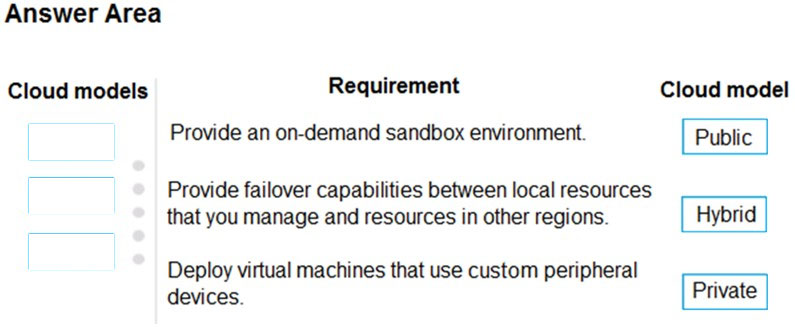 Answer Area
Cloud models
Requirement
Cloud model
Provide an on-demand sandbox environment.
Public
Provide failover capabilities between local resources
that you manage and resources in other regions.
Hybrid
Deploy virtual machines that use custom peripheral
devices.
Private